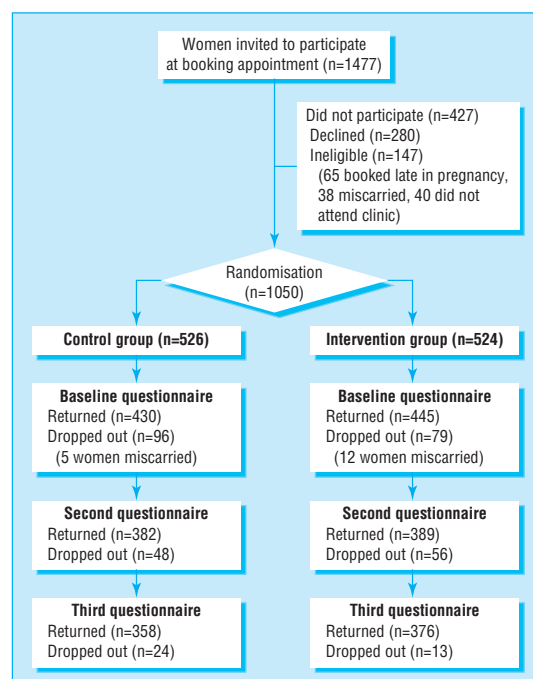 Women invited to participate
at booking appointment (n=1477)
Did not participate (n=427)
Declined (n=280)
Ineligible (n=147)
(65 booked late in pregnancy,
38 miscarried, 40 did not
attend clinic)
Randomisation
(n=1050)
Control group (n=526)
Baseline questionnaire
Returned (n=430)
Dropped out (n=96)
(5 women miscarried)
Second questionnaire
Returned (n=382)
Dropped out (n=48)
Third questionnaire
Returned (n=358)
Dropped out (n=24)
Intervention group (n=524)
Baseline questionnaire
Returned (n=445)
Dropped out (n=79)
(12 women miscarried)
Second questionnaire
Returned (n=389)
Dropped out (n=56)
Third questionnaire
Returned (n=376)
Dropped out (n=13)